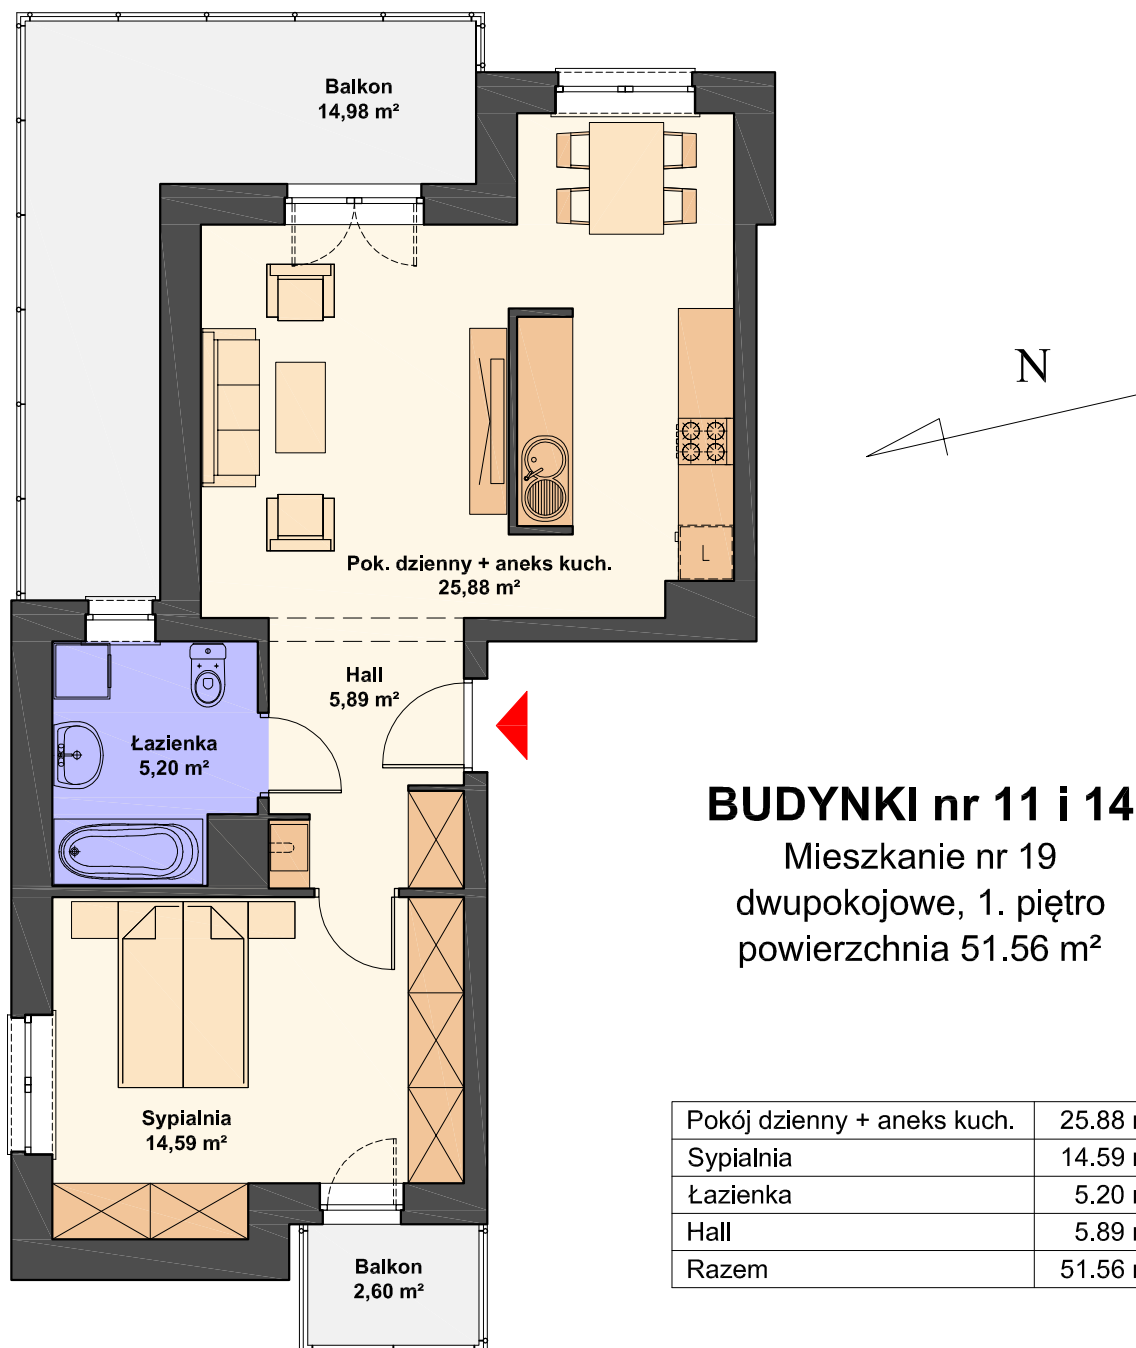 Balkon
14,98 m²
N
Pok. dzienny + aneks kuch.
25,88 m²
L
Hall
5,89 m²
Łazienka
5,20 m²
BUDYNKI nr 11 i 14
Mieszkanie nr 19
dwupokojowe, 1. piętro
powierzchnia 51.56 m²
Sypialnia
14,59 m²
Pokój dzienny + aneks kuch. 25.88
Sypialnia 14.59
Łazienka 5.20
Hall 5.89
Razem 51.56
Balkon
2,60 m²